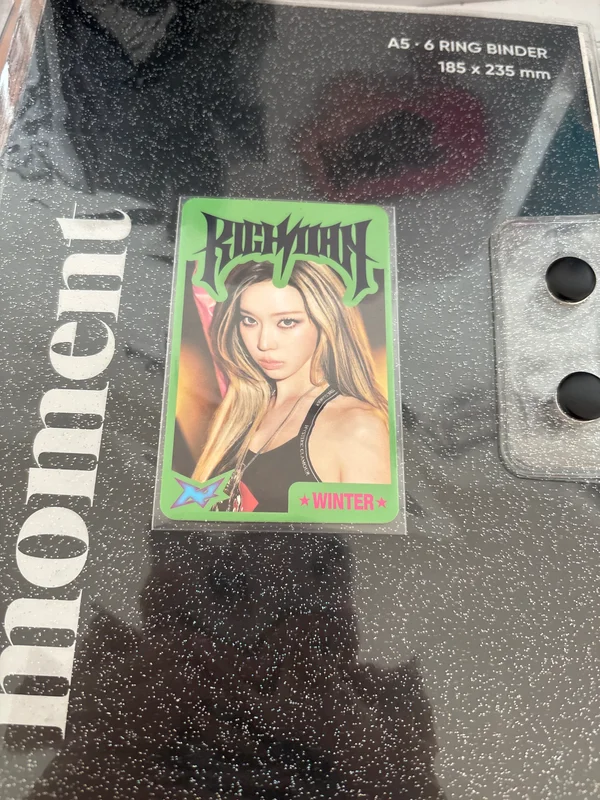 A5 · 6 RING BINDER
185 x 235 mm
moment
RICH MAN
★WINTER★